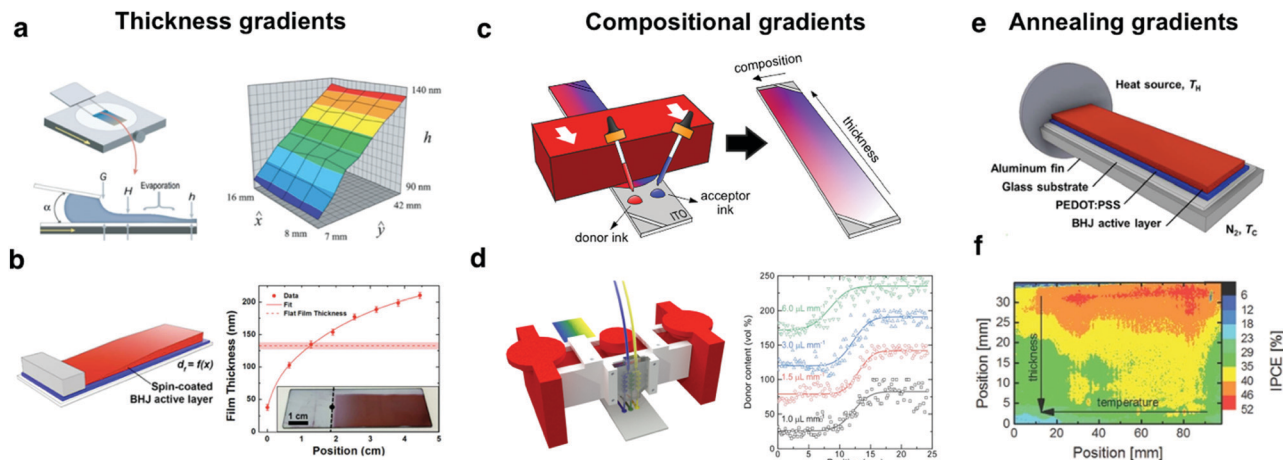 Thickness gradients
Compositional gradients
Annealing gradients
a
G
H
Evaporation
h
α
140 nm
h
90 nm
42 mm
16 mm
x̂
8 mm
7 mm
ŷ
b
d_r = f(x)
Spin-coated
BHJ active layer
Film Thickness (nm)
200
150
100
50
0
Data
Fit
Flat Film Thickness
1 cm
0
1
2
3
4
5
Position (cm)
c
composition
thickness
acceptor
ink
ITO
donor ink
d
Donor content (vol %)
250
200
150
100
50
0
6.0 µL mm⁻¹
3.0 µL mm⁻¹
1.5 µL mm⁻¹
1.0 µL mm⁻¹
0
5
10
15
20
25
e
Heat source, T_H
Aluminum fin
Glass substrate
PEDOT:PSS
BHJ active layer
N₂, T_C
f
Position [mm]
30
25
20
15
10
5
0
thickness
temperature
0
20
40
60
80
Position [mm]
6
12
18
23
29
35
40
46
52
IPCE [%]